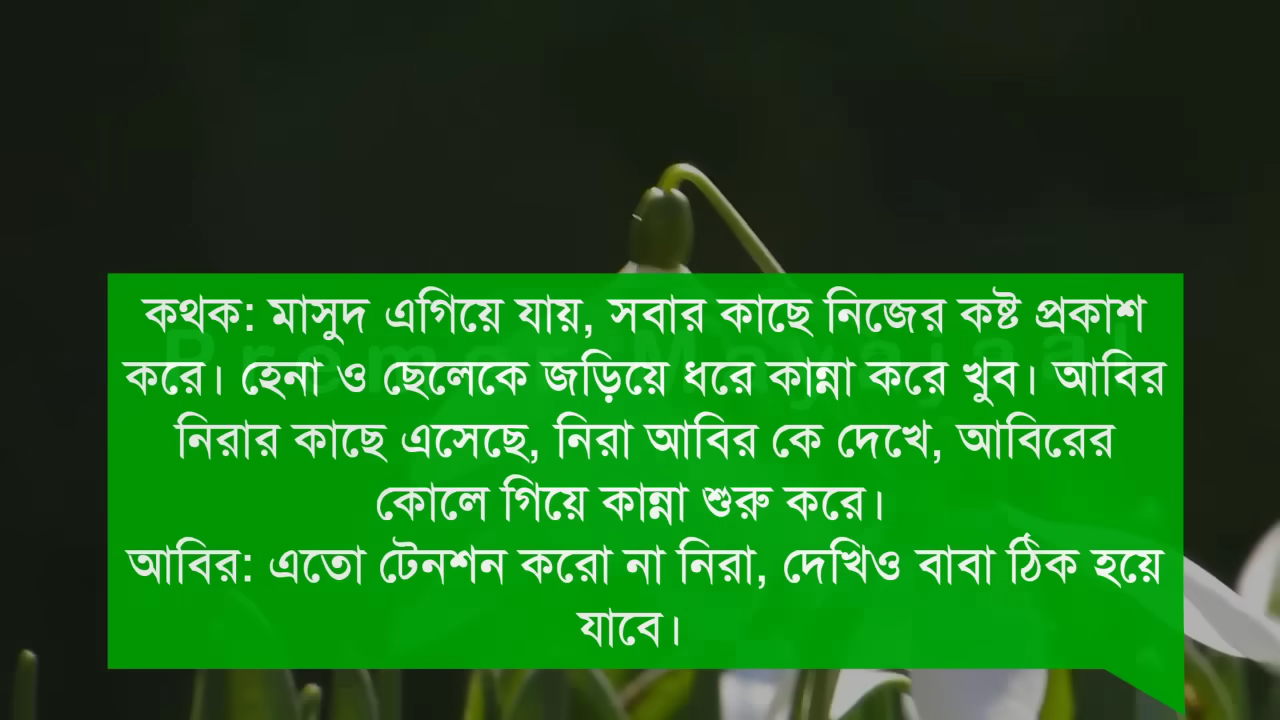 কথক: মাসুদ এগিয়ে যায়, সবার কাছে নিজের কষ্ট প্রকাশ
করে। হেনা ও ছেলেকে জড়িয়ে ধরে কান্না করে খুব। আবির
নিরার কাছে এসেছে, নিরা আবির কে দেখে, আবিরের
কোলে গিয়ে কান্না শুরু করে।
আবির: এতো টেনশন করো না নিরা, দেখিও বাবা ঠিক হয়ে
যাবে।